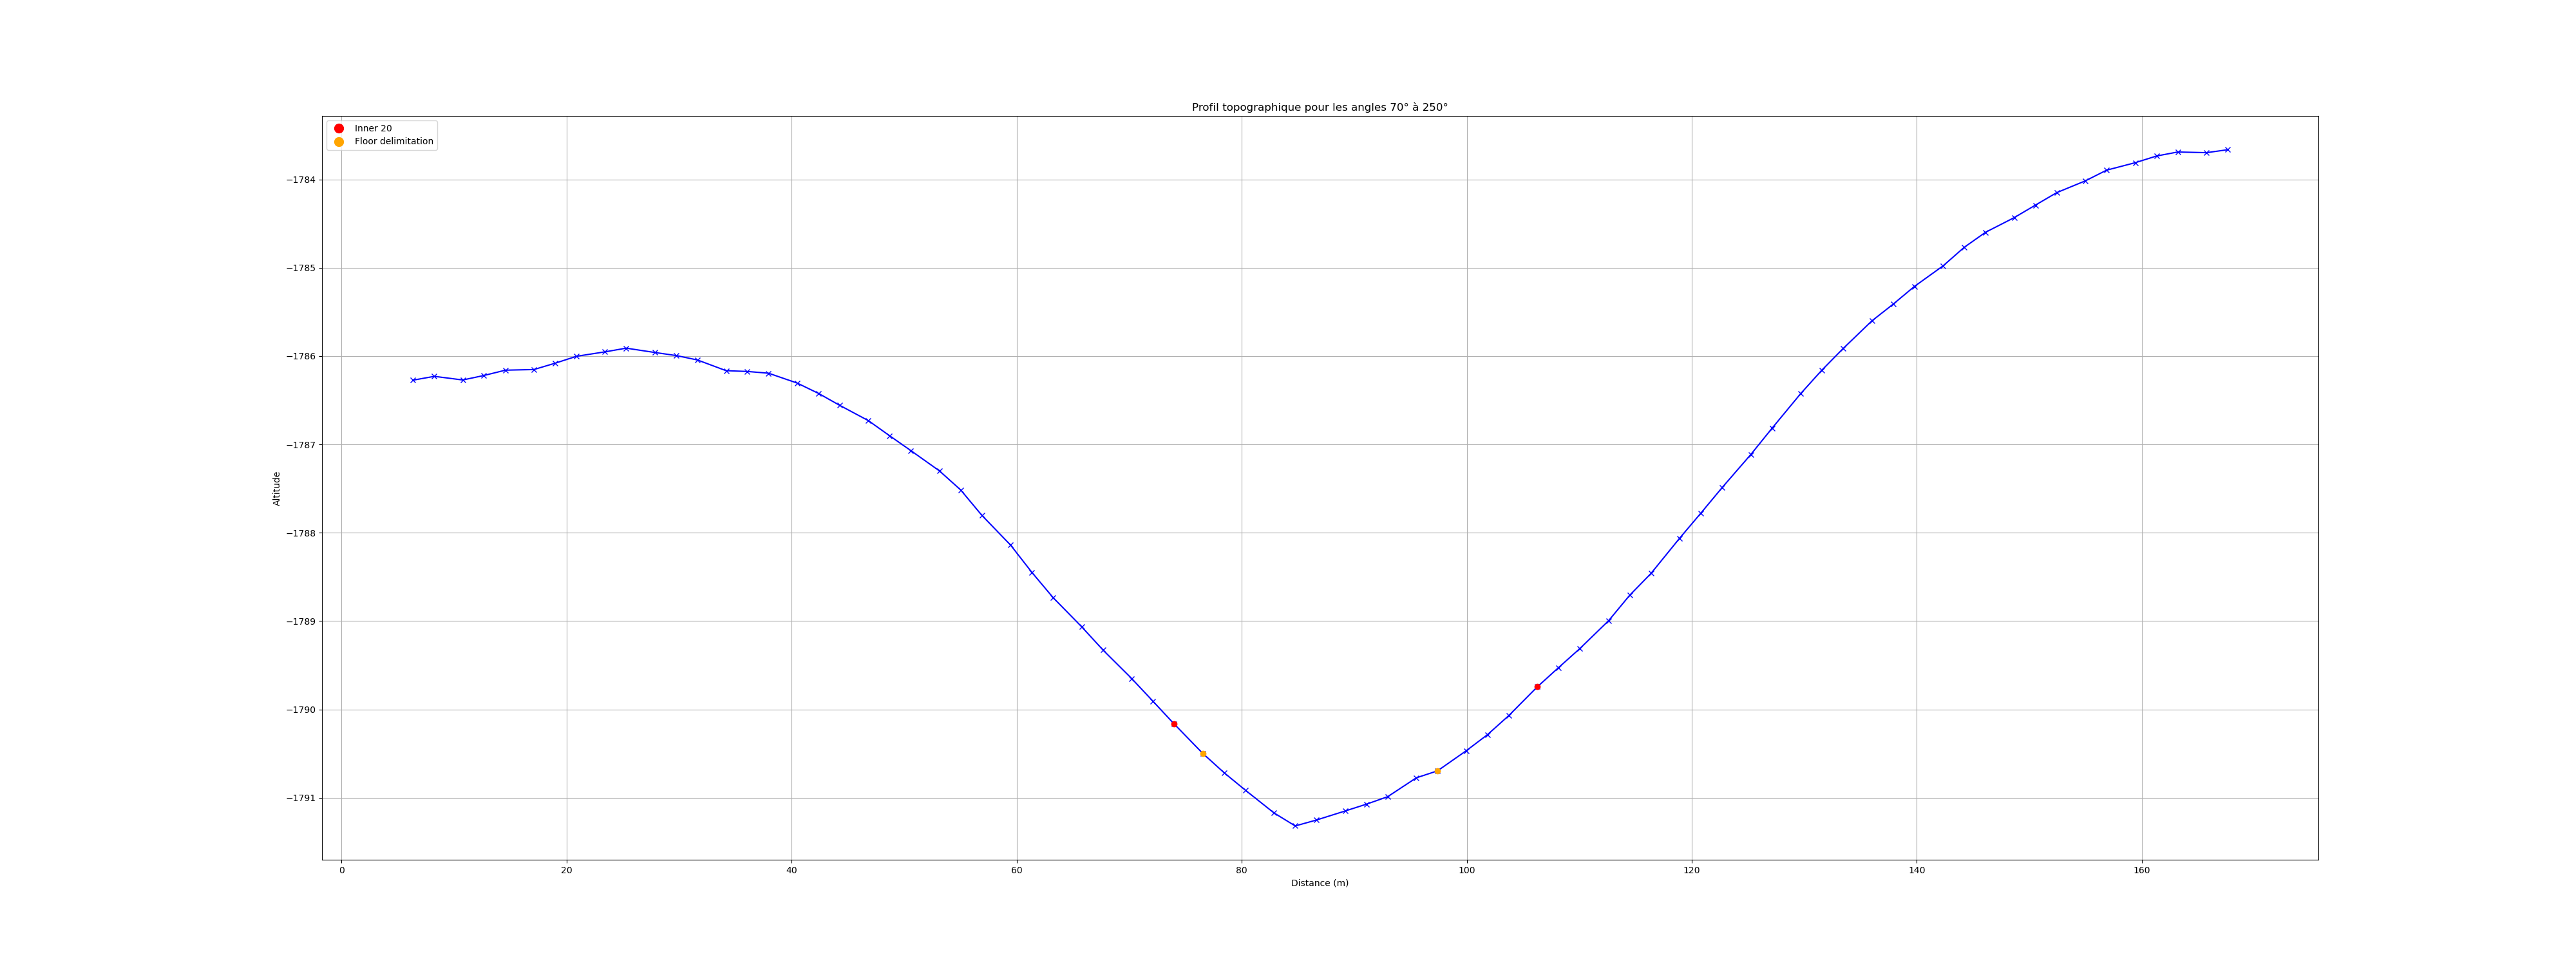 Profil topographique pour les angles 70° à 250°
Inner 20
Floor delimitation
−1784
−1785
−1786
−1787
−1788
−1789
−1790
−1791
Altitude
0 20 40 60 80 100 120 140 160
Distance (m)